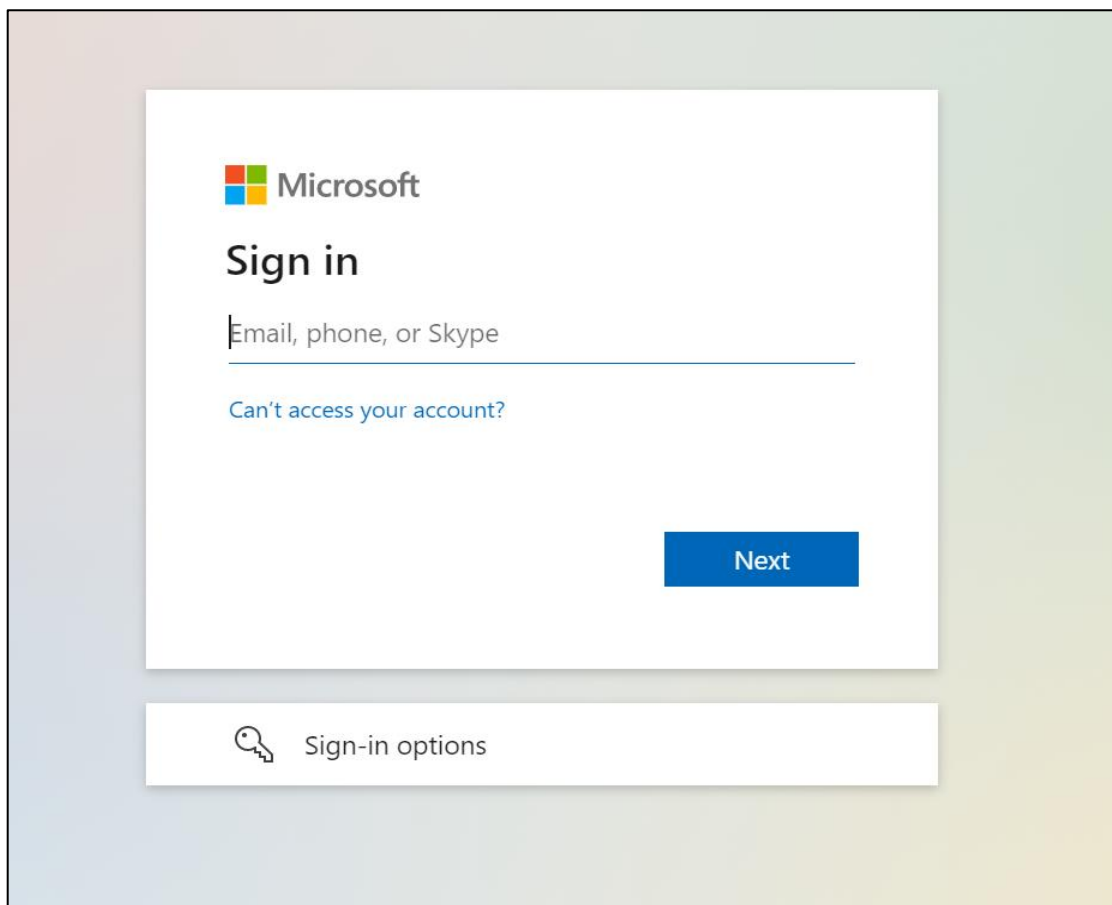 Microsoft
Sign in
Email, phone, or Skype
Can't access your account?
Next
Sign-in options